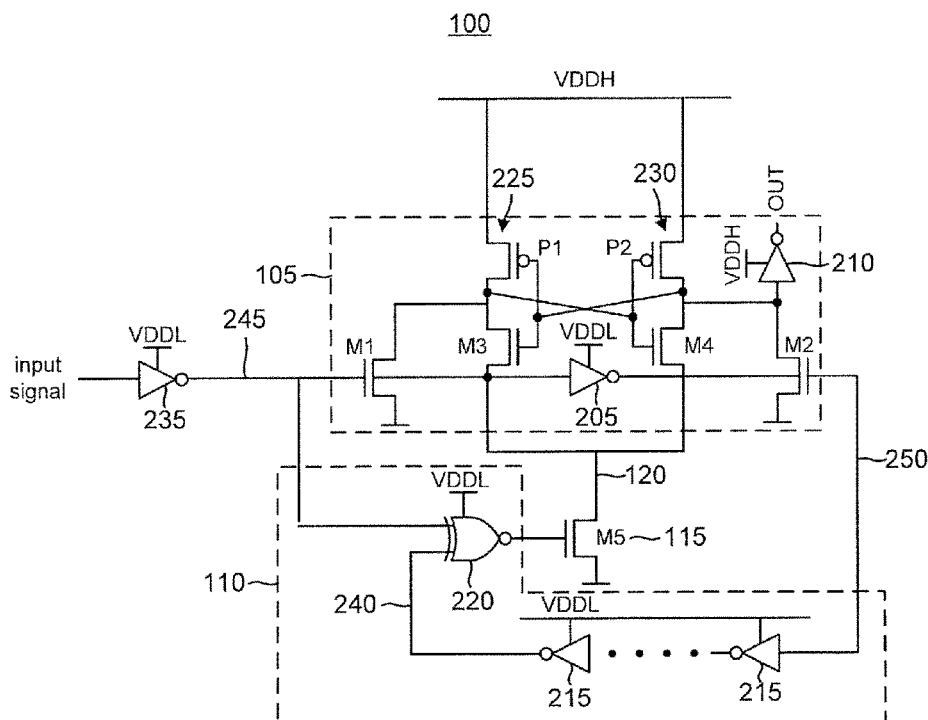 100
VDDH
225
230
OUT
P1
P2
VDDH
210
105
VDDL
245
M1
M3
VDDL
M4
M2
input
signal
235
205
250
VDDL
120
M5
115
110
220
240
VDDL
215
215